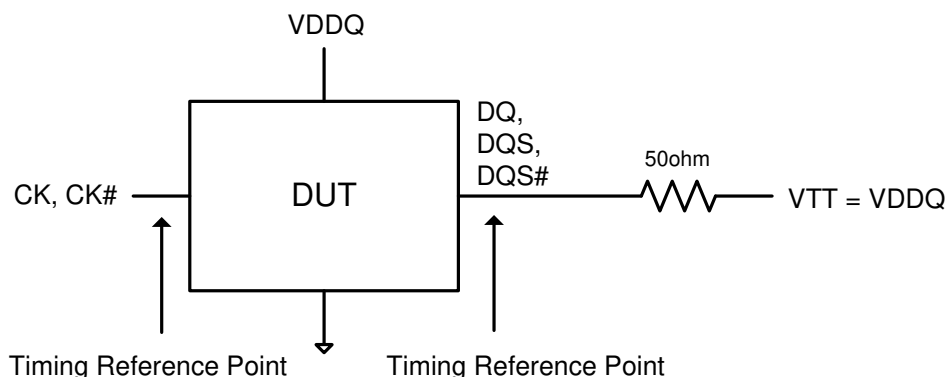 VDDQ
DQ,
DQS,
DQS#
50ohm
CK, CK#
DUT
VTT = VDDQ
Timing Reference Point
Timing Reference Point